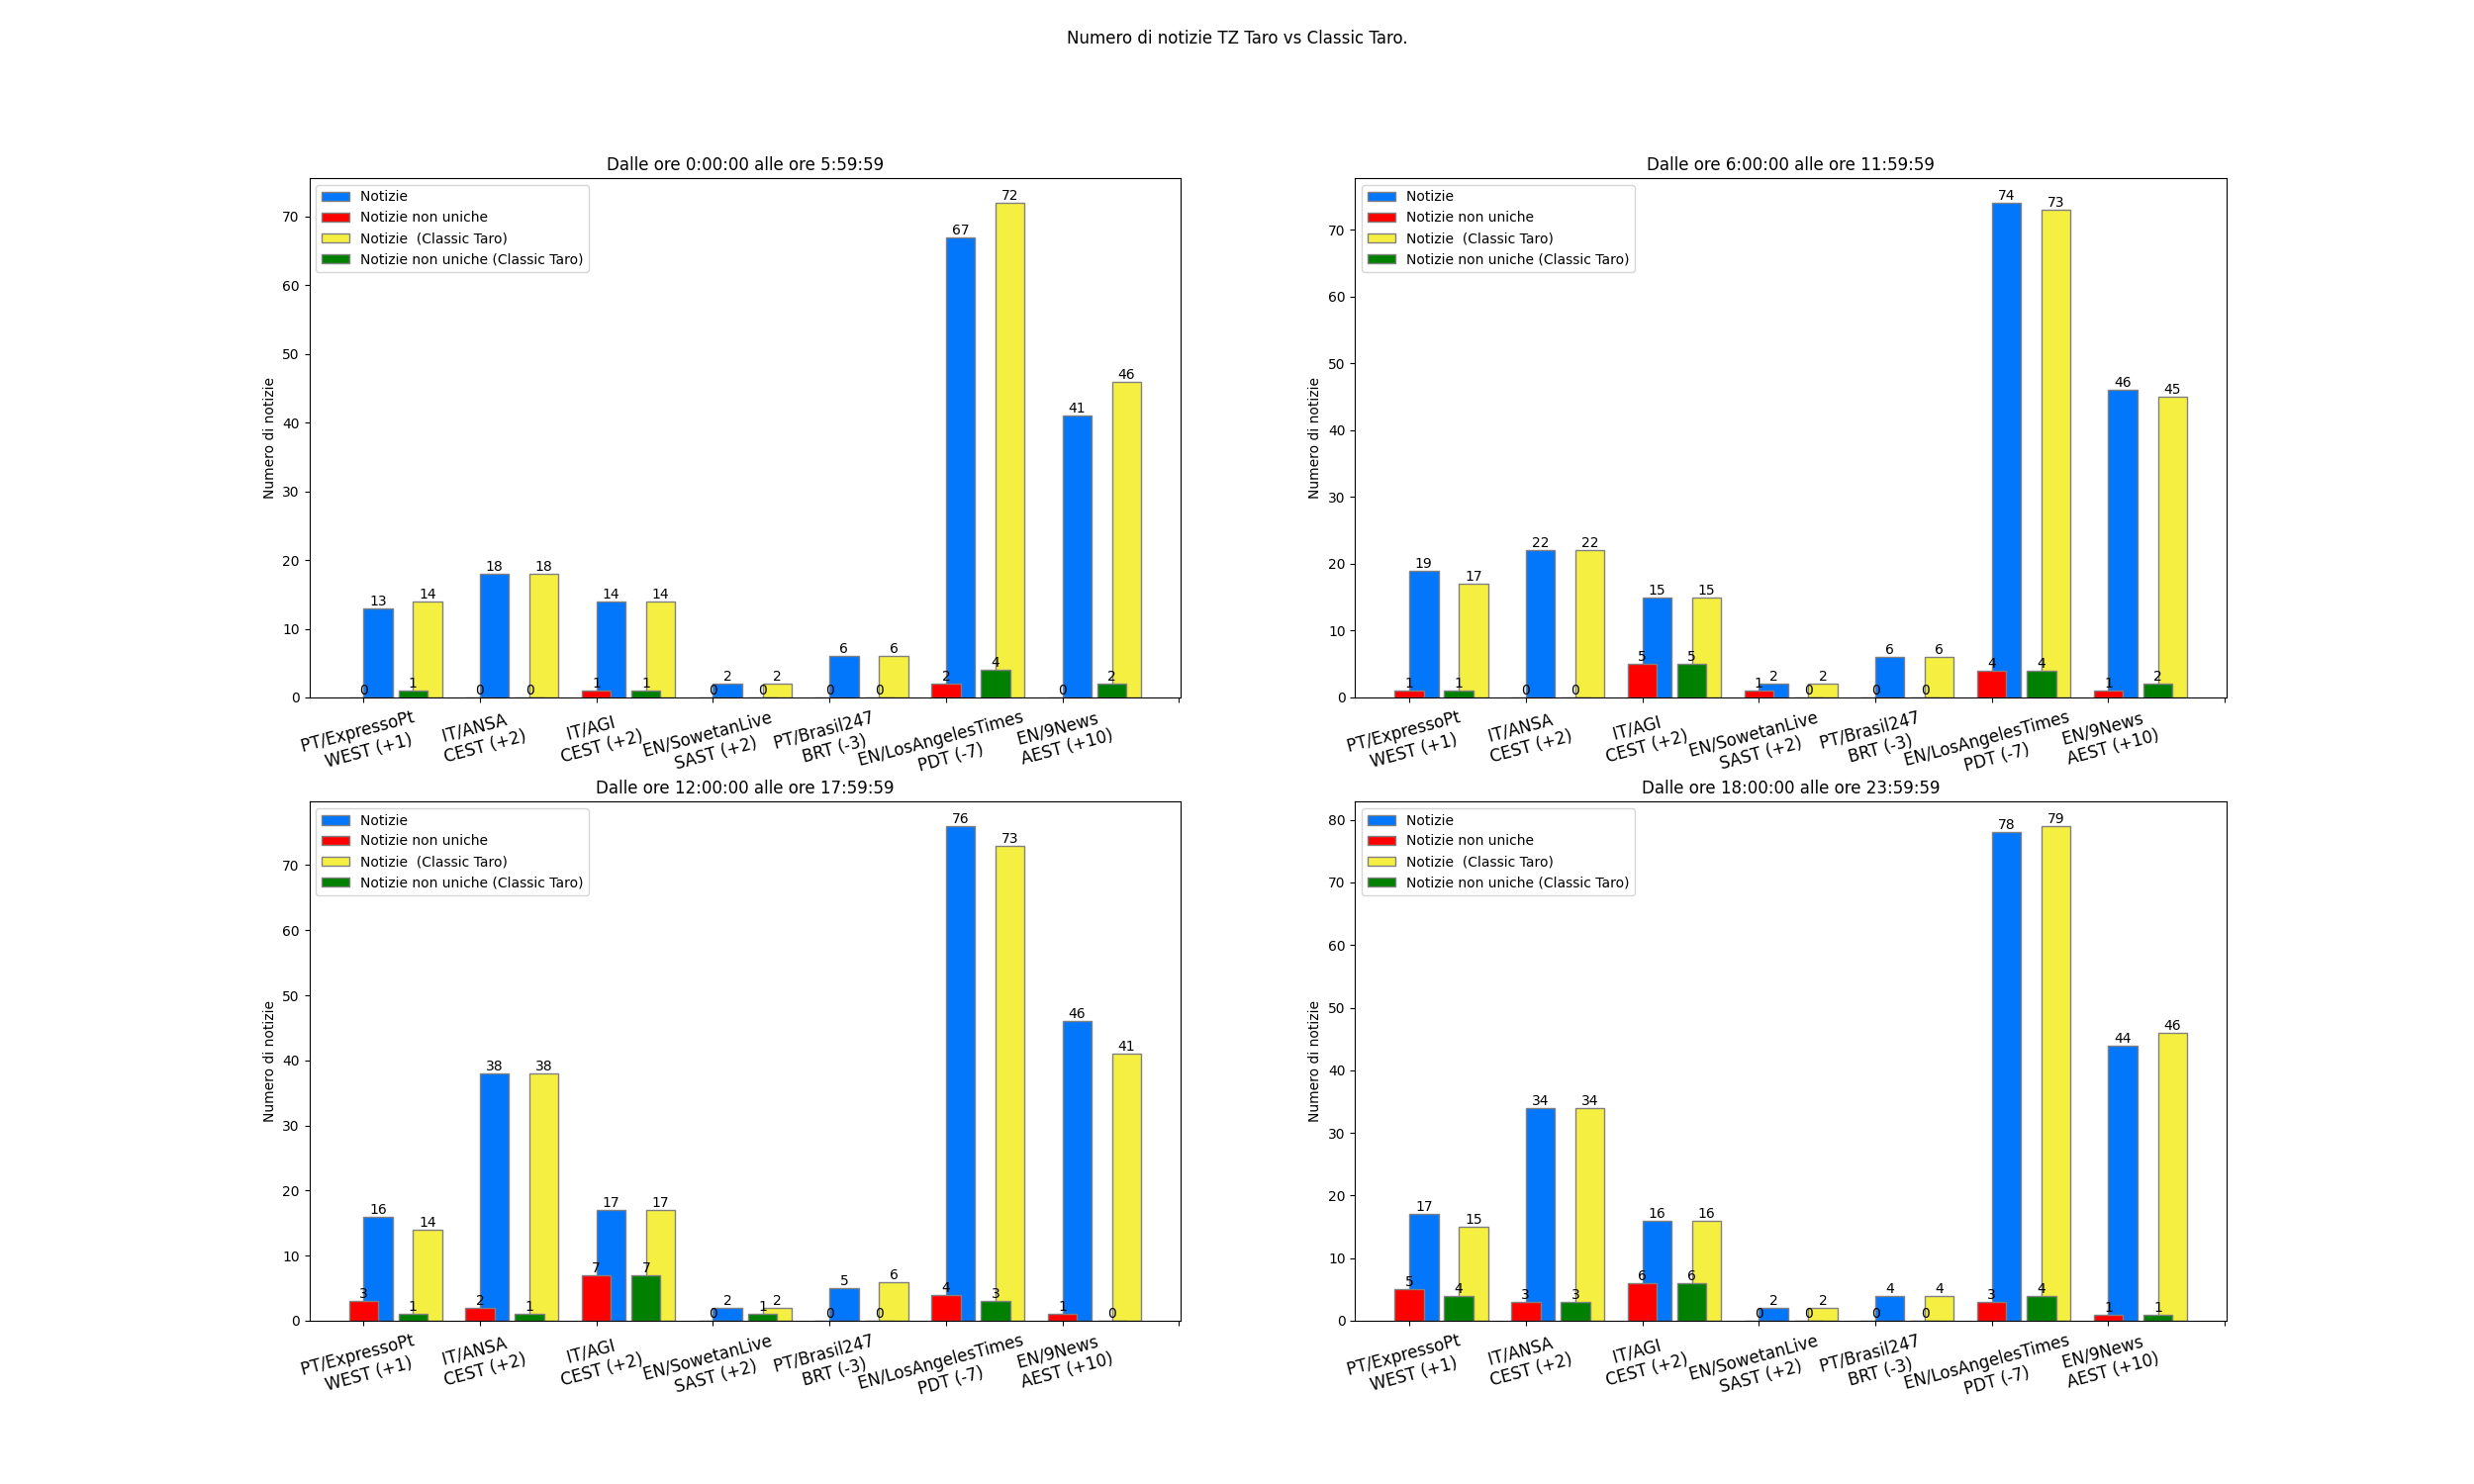 Numero di notizie TZ Taro vs Classic Taro.
Dalle ore 0:00:00 alle ore 5:59:59
Notizie
Notizie non uniche
Notizie  (Classic Taro)
Notizie non uniche (Classic Taro)
Numero di notizie
70
60
50
40
30
20
10
0
0 13 1 14
0 18 0 18
1 14 1 14
0 2 0 2
0 6 0 6
2 67 4 72
0 41 2 46
PT/ExpressoPt
WEST (+1)
IT/ANSA
CEST (+2)
IT/AGI
CEST (+2)
EN/SowetanLive
SAST (+2)
PT/Brasil247
BRT (-3)
EN/LosAngelesTimes
PDT (-7)
EN/9News
AEST (+10)
Dalle ore 6:00:00 alle ore 11:59:59
Notizie
Notizie non uniche
Notizie  (Classic Taro)
Notizie non uniche (Classic Taro)
Numero di notizie
70
60
50
40
30
20
10
0
1 19 1 17
0 22 0 22
5 15 5 15
1 2 0 2
0 6 0 6
4 74 4 73
1 46 2 45
PT/ExpressoPt
WEST (+1)
IT/ANSA
CEST (+2)
IT/AGI
CEST (+2)
EN/SowetanLive
SAST (+2)
PT/Brasil247
BRT (-3)
EN/LosAngelesTimes
PDT (-7)
EN/9News
AEST (+10)
Dalle ore 12:00:00 alle ore 17:59:59
Notizie
Notizie non uniche
Notizie  (Classic Taro)
Notizie non uniche (Classic Taro)
Numero di notizie
70
60
50
40
30
20
10
0
3 16 1 14
2 38 1 38
7 17 7 17
0 2 1 2
0 5 0 6
4 76 3 73
1 46 0 41
PT/ExpressoPt
WEST (+1)
IT/ANSA
CEST (+2)
IT/AGI
CEST (+2)
EN/SowetanLive
SAST (+2)
PT/Brasil247
BRT (-3)
EN/LosAngelesTimes
PDT (-7)
EN/9News
AEST (+10)
Dalle ore 18:00:00 alle ore 23:59:59
Notizie
Notizie non uniche
Notizie  (Classic Taro)
Notizie non uniche (Classic Taro)
Numero di notizie
80
70
60
50
40
30
20
10
0
5 17 4 15
3 34 3 34
6 16 6 16
0 2 0 2
0 4 0 4
3 78 4 79
1 44 1 46
PT/ExpressoPt
WEST (+1)
IT/ANSA
CEST (+2)
IT/AGI
CEST (+2)
EN/SowetanLive
SAST (+2)
PT/Brasil247
BRT (-3)
EN/LosAngelesTimes
PDT (-7)
EN/9News
AEST (+10)